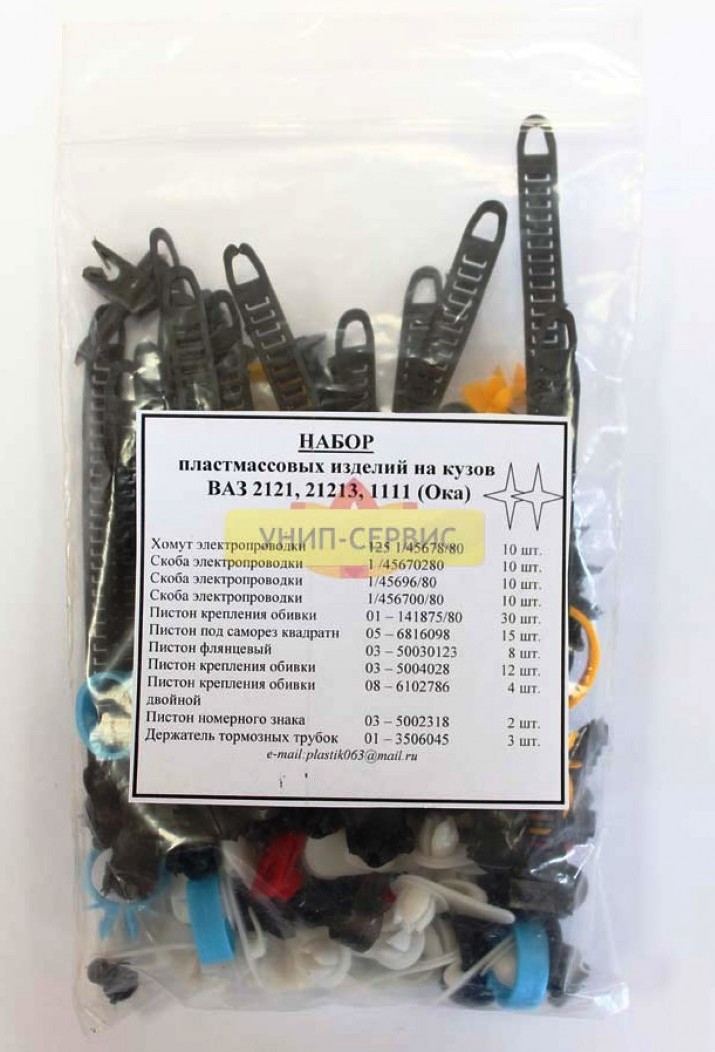 НАБОР
пластмассовых изделий на кузов
ВАЗ 2121, 21213, 1111 (Ока)
УНИП-СЕРВИС
Хомут электропроводки 125 1/45678/80 10 шт.
Скоба электропроводки 1 /45670280 10 шт.
Скоба электропроводки 1/45696/80 10 шт.
Скоба электропроводки 1/456700/80 10 шт.
Пистон крепления обивки 01 – 141875/80 30 шт.
Пистон под саморез квадратн 05 – 6816098 15 шт.
Пистон фланцевый 03 – 50030123 8 шт.
Пистон крепления обивки 03 – 5004028 12 шт.
Пистон крепления обивки 08 – 6102786 4 шт.
двойной
Пистон номерного знака 03 – 5002318 2 шт.
Держатель тормозных трубок 01 – 3506045 3 шт.
e-mail:plastik063@mail.ru